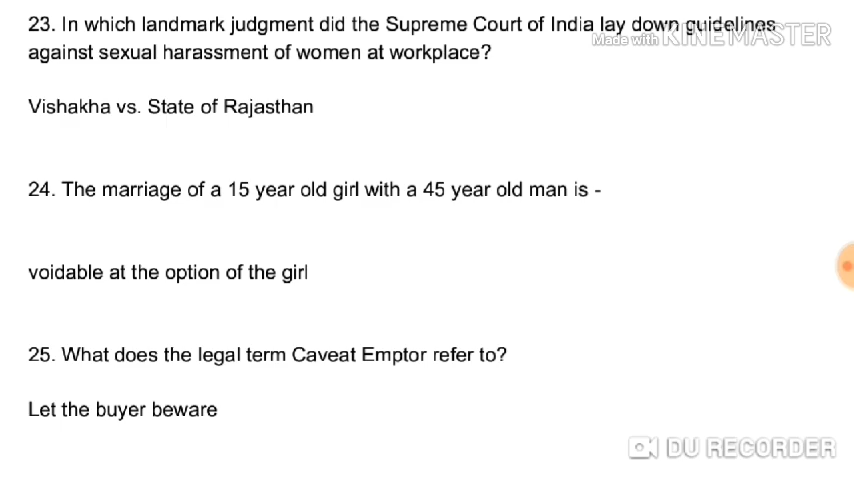 23. In which landmark judgment did the Supreme Court of India lay down guidelines
against sexual harassment of women at workplace?
Made with KINEMASTER
Vishakha vs. State of Rajasthan
24. The marriage of a 15 year old girl with a 45 year old man is -
voidable at the option of the girl
25. What does the legal term Caveat Emptor refer to?
Let the buyer beware
DU RECORDER